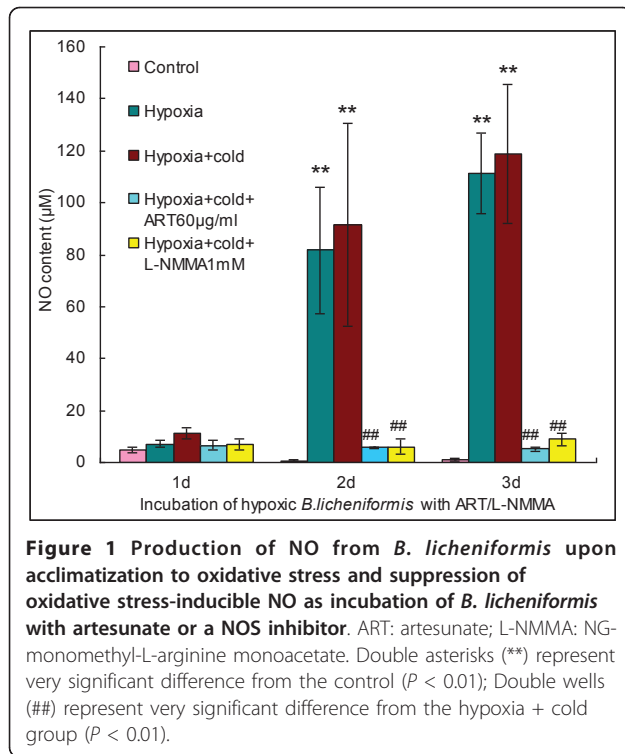 160
140
120
100
80
60
40
20
0
NO content (µM)
Control
Hypoxia
Hypoxia+cold
Hypoxia+cold+
ART60µg/ml
Hypoxia+cold+
L-NMMA1mM
**
**
##
##
**
**
##
##
1d
2d
3d
Incubation of hypoxic B.licheniformis with ART/L-NMMA
Figure 1 Production of NO from B. licheniformis upon
acclimatization to oxidative stress and suppression of
oxidative stress-inducible NO as incubation of B. licheniformis
with artesunate or a NOS inhibitor. ART: artesunate; L-NMMA: NG-
monomethyl-L-arginine monoacetate. Double asterisks (**) represent
very significant difference from the control (P < 0.01); Double wells
(##) represent very significant difference from the hypoxia + cold
group (P < 0.01).